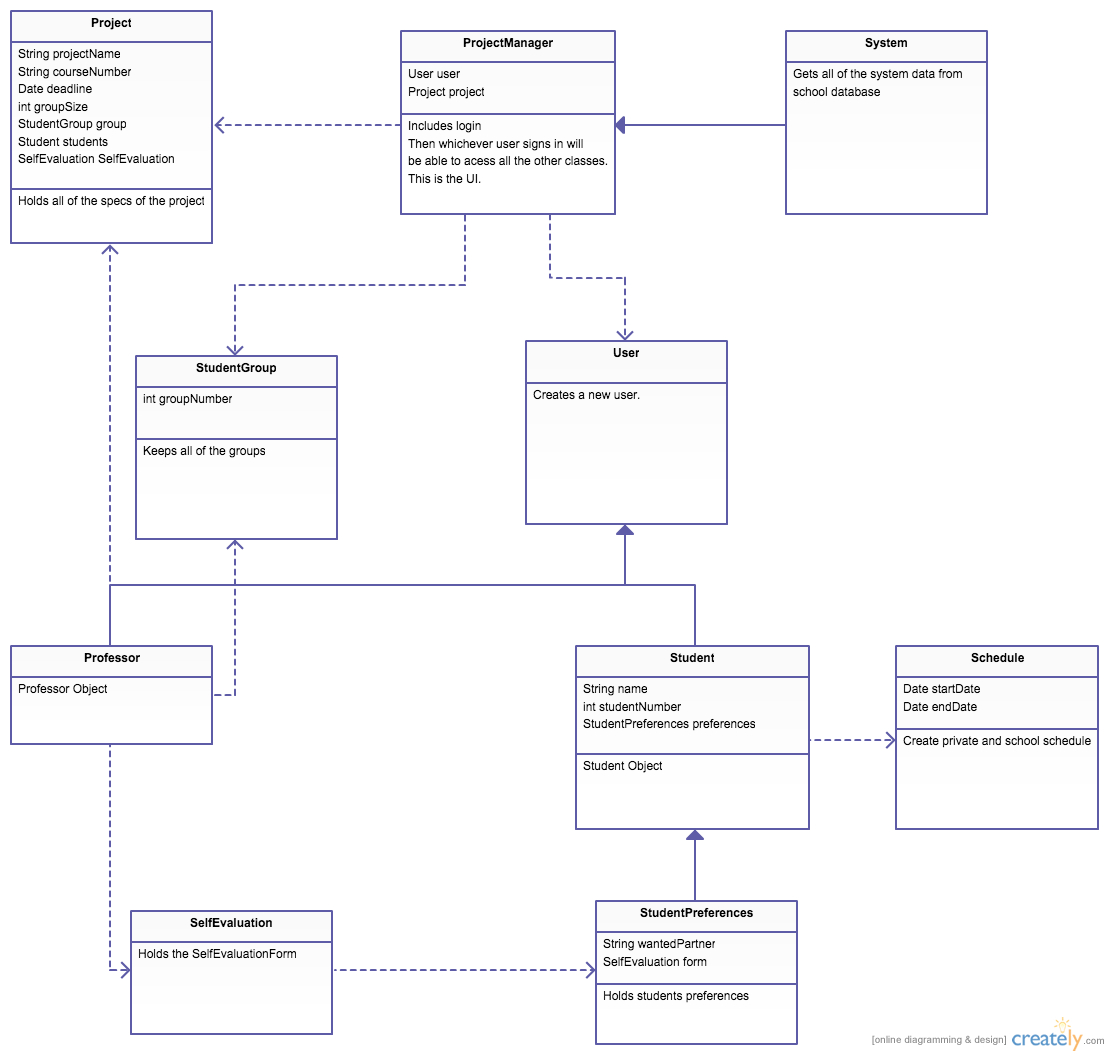 Project
String projectName
String courseNumber
Date deadline
int groupSize
StudentGroup group
Student students
SelfEvaluation SelfEvaluation
Holds all of the specs of the project
ProjectManager
User user
Project project
Includes login
Then whichever user signs in will
be able to acess all the other classes.
This is the UI.
System
Gets all of the system data from
school database
StudentGroup
int groupNumber
Keeps all of the groups
User
Creates a new user.
Professor
Professor Object
Student
String name
int studentNumber
StudentPreferences preferences
Student Object
Schedule
Date startDate
Date endDate
Create private and school schedule
SelfEvaluation
Holds the SelfEvaluationForm
StudentPreferences
String wantedPartner
SelfEvaluation form
Holds students preferences
[online diagramming & design] creately.com